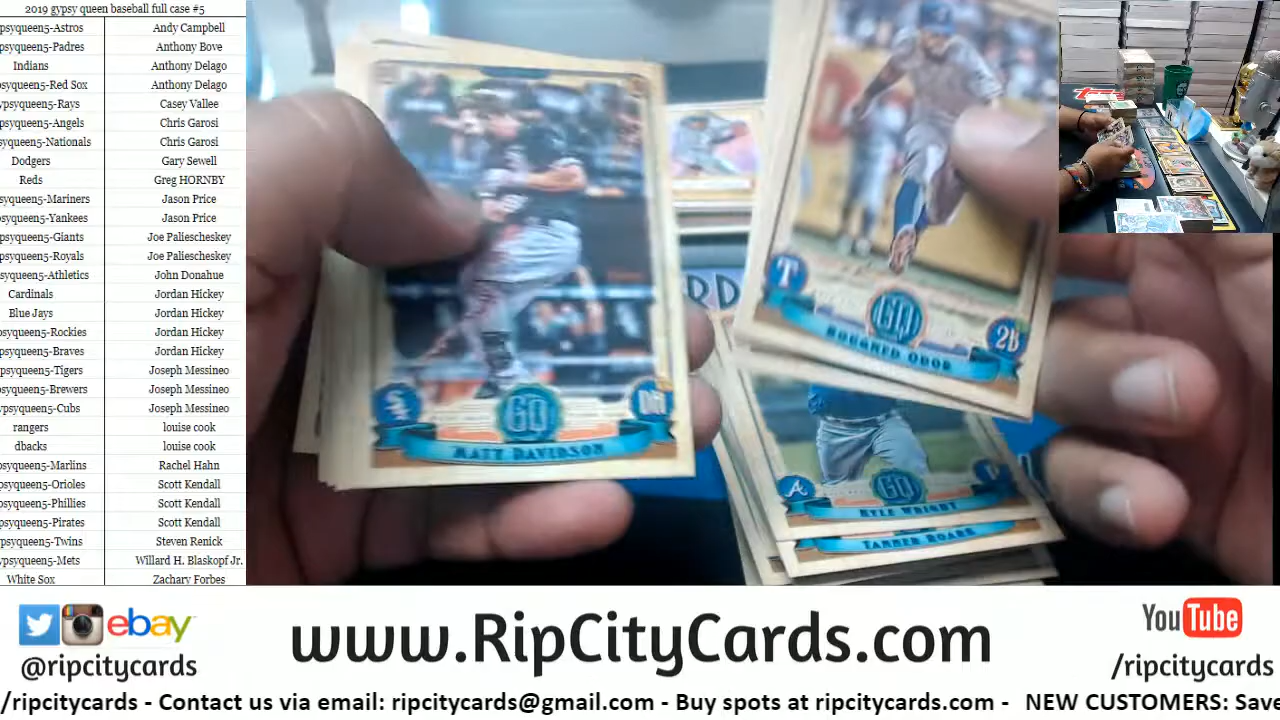 2019 gypsy queen baseball full case #5
psyqueen5-Astros Andy Campbell
psyqueen5-Padres Anthony Bove
Indians Anthony Delago
psyqueen5-Red Sox Anthony Delago
ypsyqueen5-Rays Casey Vallee
psyqueen5-Angels Chris Garosi
psyqueen5-Nationals Chris Garosi
Dodgers Gary Sewell
Reds Greg HORNBY
psyqueen5-Mariners Jason Price
psyqueen5-Yankees Jason Price
psyqueen5-Giants Joe Paliescheskey
psyqueen5-Royals Joe Paliescheskey
psyqueen5-Athletics John Donahue
Cardinals Jordan Hickey
Blue Jays Jordan Hickey
psyqueen5-Rockies Jordan Hickey
psyqueen5-Braves Jordan Hickey
psyqueen5-Tigers Joseph Messineo
psyqueen5-Brewers Joseph Messineo
ypsyqueen5-Cubs Joseph Messineo
rangers louise cook
dbacks louise cook
psyqueen5-Marlins Rachel Hahn
psyqueen5-Orioles Scott Kendall
psyqueen5-Phillies Scott Kendall
psyqueen5-Pirates Scott Kendall
psyqueen5-Twins Steven Renick
ypsyqueen5-Mets Willard H. Blaskopf Jr.
White Sox Zachary Forbes
GQ
DH
MATT DAVIDSON
T
GQ
2B
ROUGNED ODOR
A
GQ
KYLE WRIGHT
TANNER ROARK
ebay
@ripcitycards
www.RipCityCards.com
YouTube
/ripcitycards
/ripcitycards - Contact us via email: ripcitycards@gmail.com - Buy spots at ripcitycards.com - NEW CUSTOMERS: Save